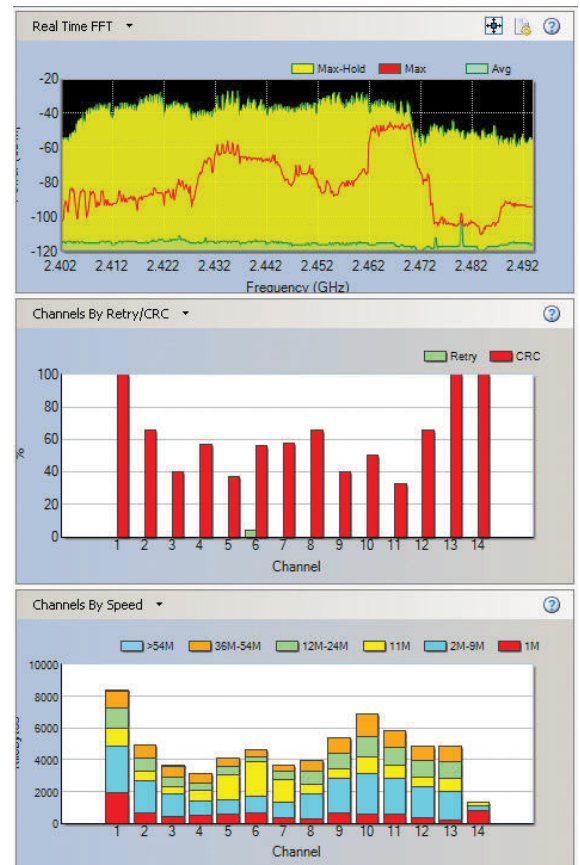 Real Time FFT
Max-Hold Max Avg
-20
-40
-60
-80
-100
-120
2.402 2.412 2.422 2.432 2.442 2.452 2.462 2.472 2.482 2.492
Frequency (GHz)
Channels By Retry/CRC
Retry CRC
100
80
60
40
20
0
%
1 2 3 4 5 6 7 8 9 10 11 12 13 14
Channel
Channels By Speed
>54M 36M-54M 12M-24M 11M 2M-9M 1M
10000
8000
6000
4000
2000
0
1 2 3 4 5 6 7 8 9 10 11 12 13 14
Channel